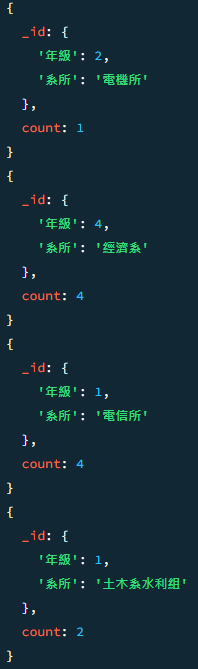 {
_id: {
'年級': 2,
'系所': '電機所'
},
count: 1
}
{
_id: {
'年級': 4,
'系所': '經濟系'
},
count: 4
}
{
_id: {
'年級': 1,
'系所': '電信所'
},
count: 4
}
{
_id: {
'年級': 1,
'系所': '土木系水利組'
},
count: 2
}